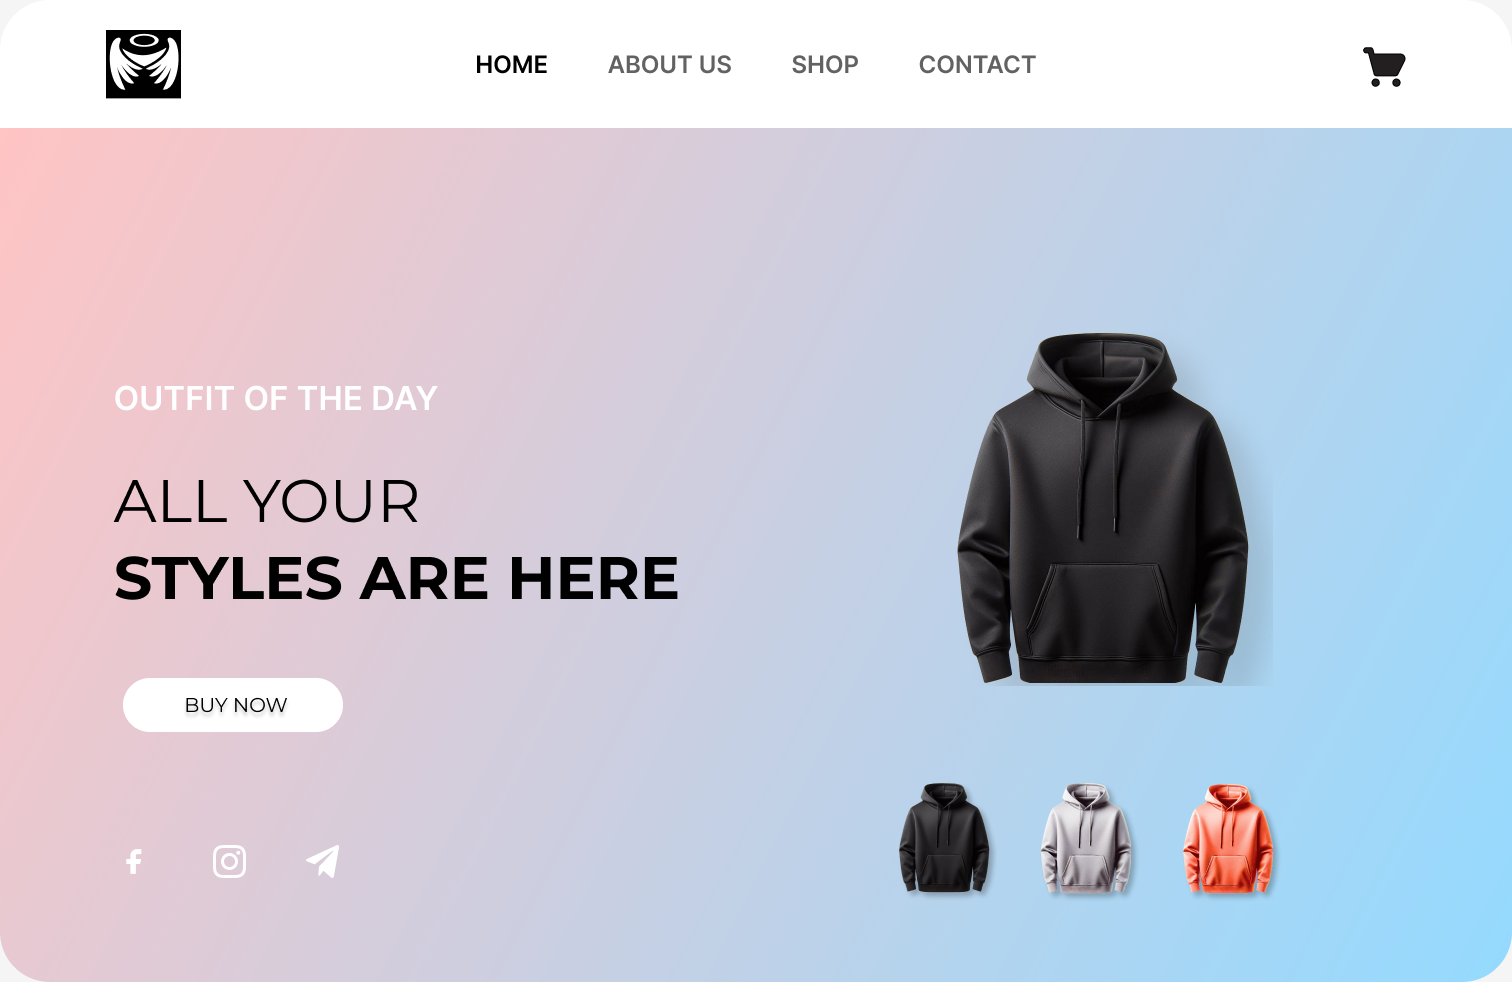 HOME ABOUT US SHOP CONTACT
OUTFIT OF THE DAY
ALL YOUR
STYLES ARE HERE
BUY NOW